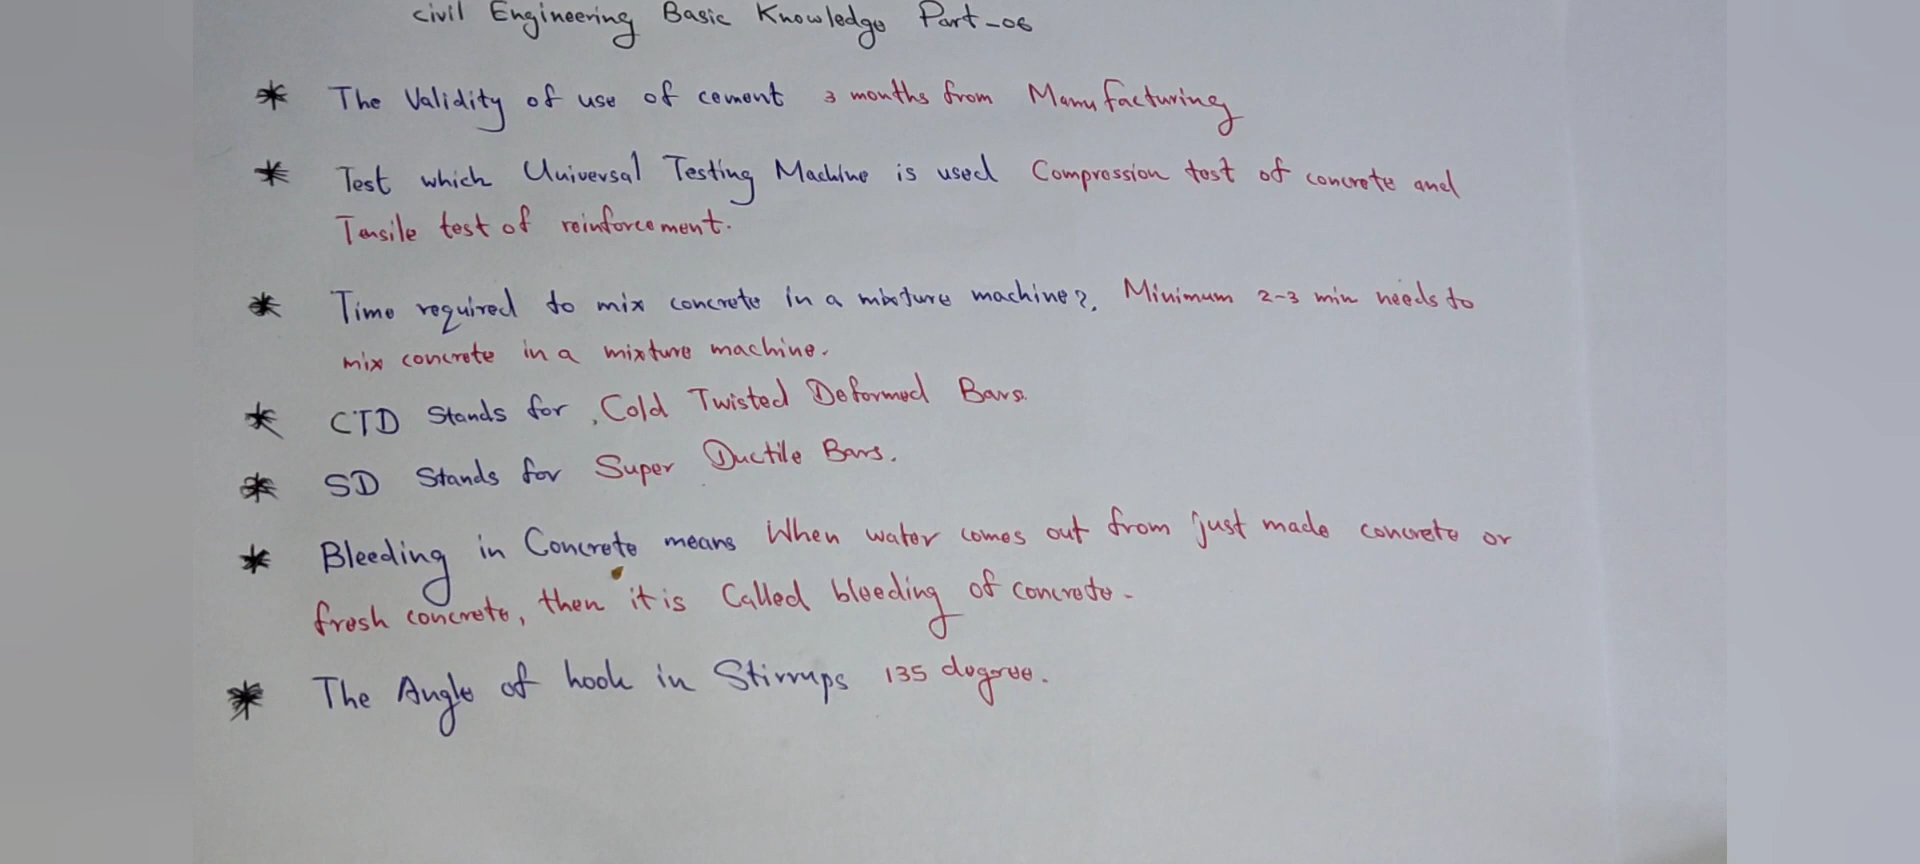 Civil Engineering Basic Knowledge Part-06
* The Validity of use of cement 3 months from Manufacturing
* Test which Universal Testing Machine is used Compression test of concrete and
Tensile test of reinforcement.
* Time required to mix concrete in a mixture machine?, Minimum 2-3 min needs to
mix concrete in a mixture machine.
* CTD Stands for, Cold Twisted Deformed Bars.
* SD Stands for Super Ductile Bars.
* Bleeding in Concrete means When water comes out from just made concrete or
fresh concrete, then it is Called bleeding of concrete.
* The Angle of hook in Stirrups 135 degree.